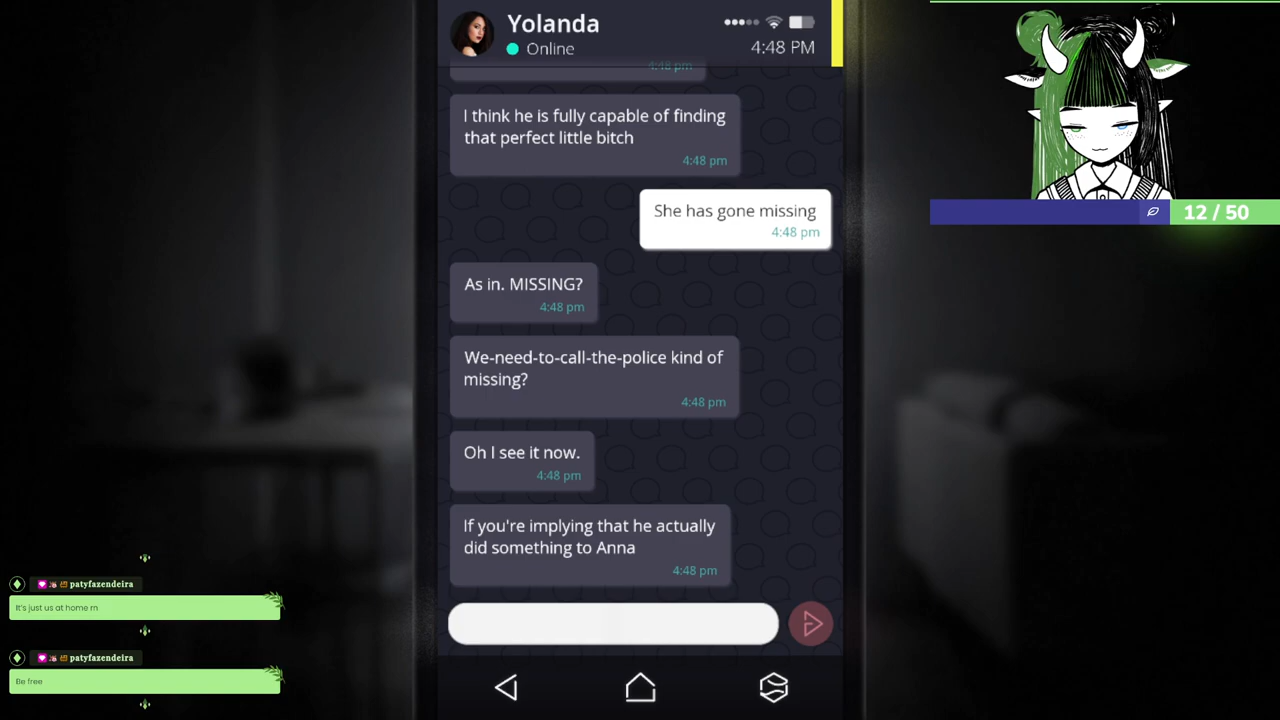 Yolanda
Online
4:48 PM
4:48 pm
I think he is fully capable of finding
that perfect little bitch
4:48 pm
She has gone missing
4:48 pm
As in. MISSING?
4:48 pm
We-need-to-call-the-police kind of
missing?
4:48 pm
Oh I see it now.
4:48 pm
If you're implying that he actually
did something to Anna
4:48 pm
12 / 50
patyfazendeira
It's just us at home rn
patyfazendeira
Be free